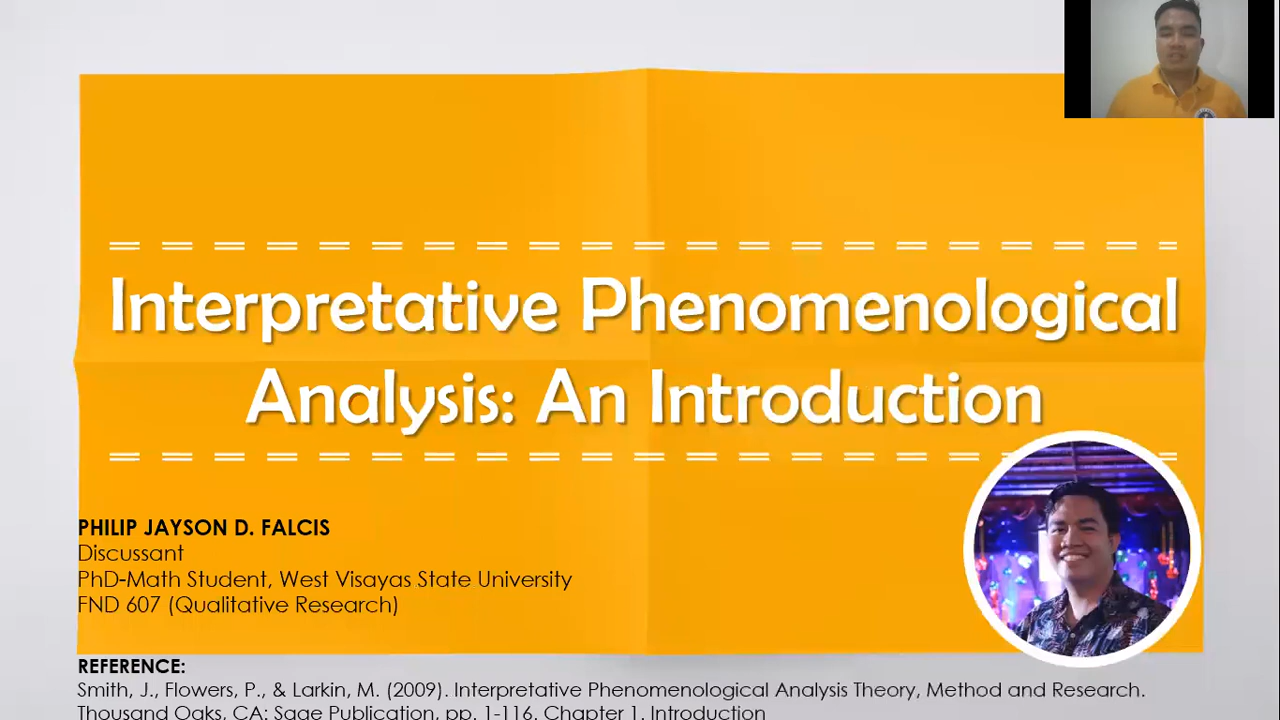 Interpretative Phenomenological
Analysis: An Introduction
PHILIP JAYSON D. FALCIS
Discussant
PhD-Math Student, West Visayas State University
FND 607 (Qualitative Research)
REFERENCE:
Smith, J., Flowers, P., & Larkin, M. (2009). Interpretative Phenomenological Analysis Theory, Method and Research.
Thousand Oaks, CA: Sage Publication, pp. 1-116. Chapter 1. Introduction